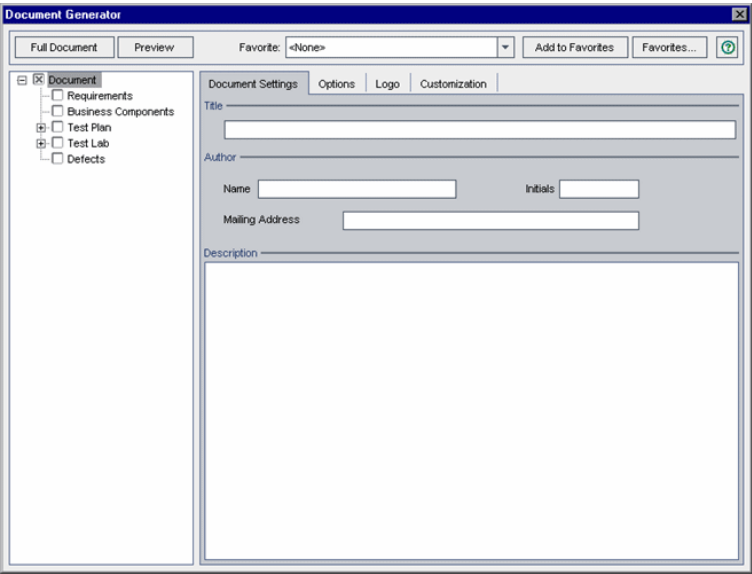 Document Generator
Full Document Preview Favorite: <None> Add to Favorites Favorites... ?
Document
Requirements
Business Components
Test Plan
Test Lab
Defects
Document Settings Options Logo Customization
Title
Author
Name Initials
Mailing Address
Description